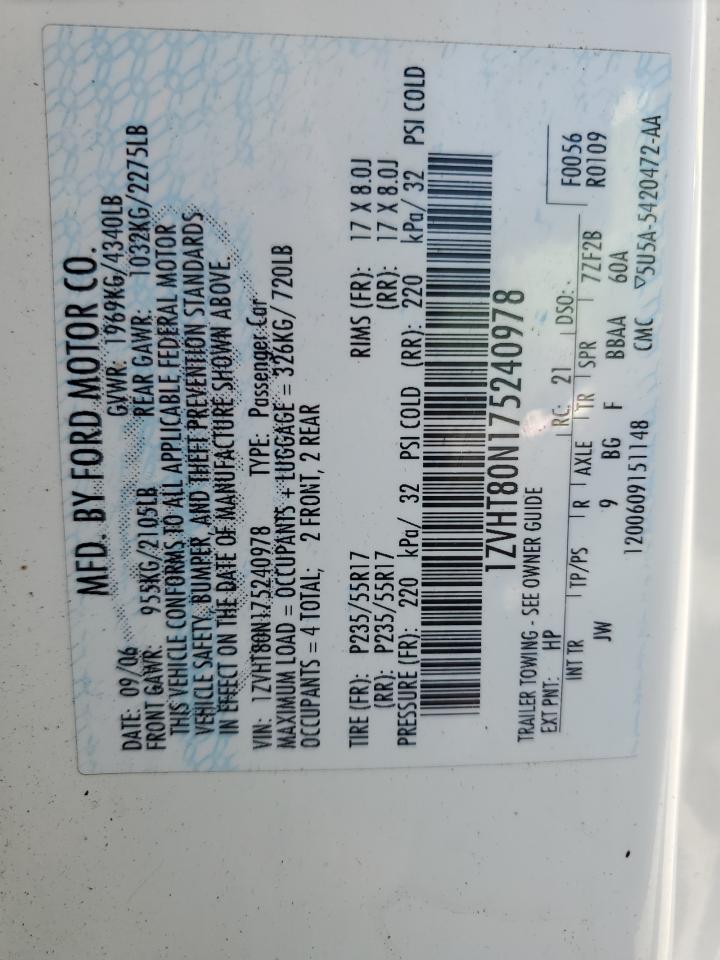 MFD. BY FORD MOTOR CO.
DATE: 09/06 GVWR: 1969KG/4340LB
FRONT GAWR: 955KG/2105LB REAR GAWR: 1032KG/2275LB
THIS VEHICLE CONFORMS TO ALL APPLICABLE FEDERAL MOTOR
VEHICLE SAFETY, BUMPER, AND THEFT PREVENTION STANDARDS
IN EFFECT ON THE DATE OF MANUFACTURE SHOWN ABOVE.
VIN: 1ZVHT80N175240978 TYPE: Passenger Car
MAXIMUM LOAD = OCCUPANTS + LUGGAGE = 326KG/720LB
OCCUPANTS = 4 TOTAL; 2 FRONT, 2 REAR
TIRE (FR): P235/55R17 RIMS (FR): 17 X 8.0J
(RR): P235/55R17 (RR): 17 X 8.0J
PRESSURE (FR): 220 kPa/ 32 PSI COLD (RR): 220 kPa/ 32 PSI COLD
1ZVHT80N175240978
TRAILER TOWING - SEE OWNER GUIDE
F0056
EXT PNT: HP RC: 21 DSO: R0109
INT TR TP/PS R AXLE TR SPR 7ZF2B
JW 9 BG F BBAA 60A
1200609151148 CMC ▽5U5A-5420472-AA